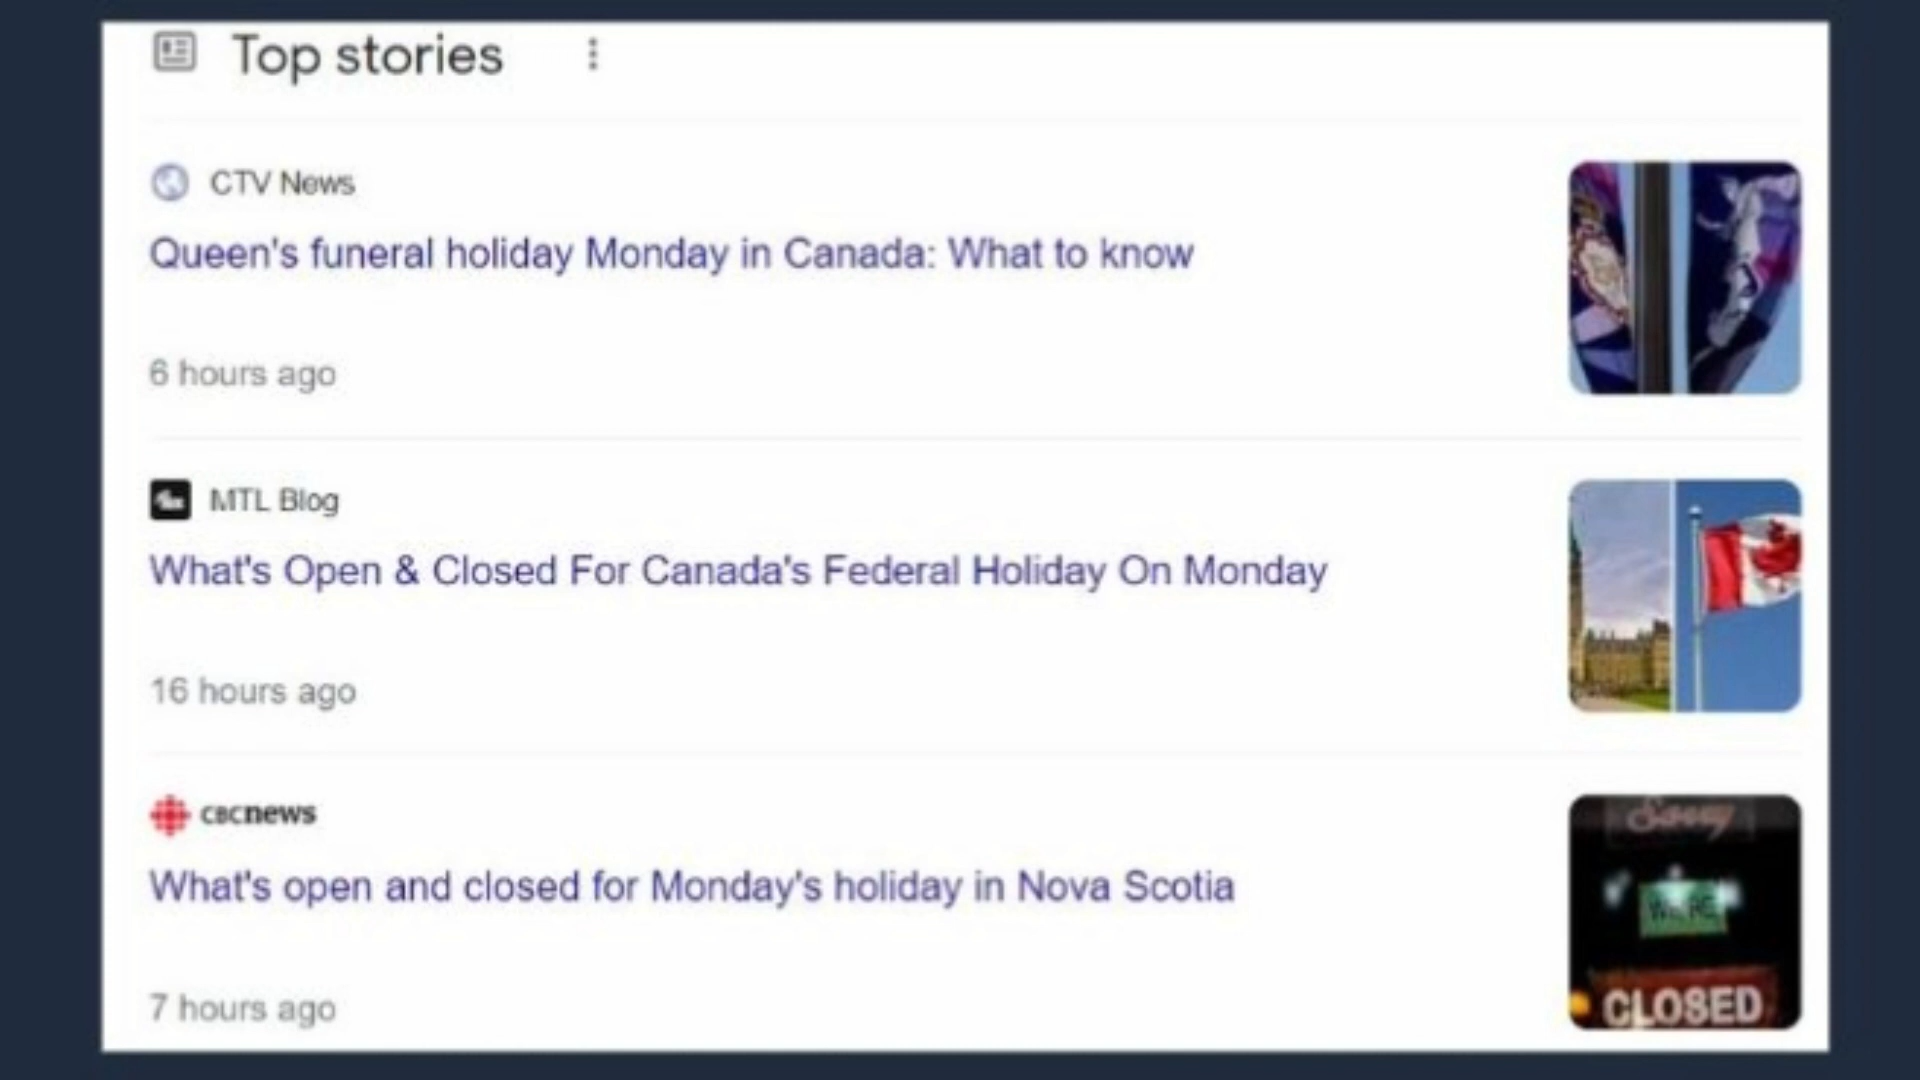 Top stories
CTV News
Queen's funeral holiday Monday in Canada: What to know
6 hours ago
MTL Blog
What's Open & Closed For Canada's Federal Holiday On Monday
16 hours ago
CBCnews
What's open and closed for Monday's holiday in Nova Scotia
7 hours ago
WE'RE
CLOSED